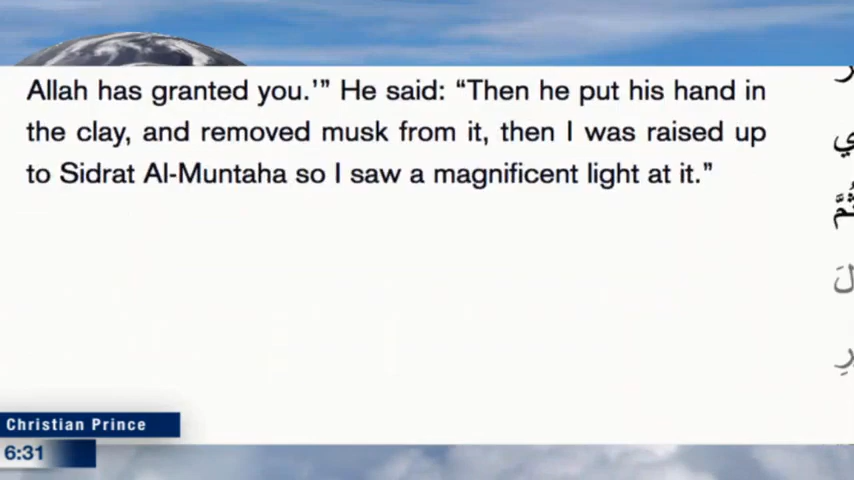 Allah has granted you.'” He said: “Then he put his hand in
the clay, and removed musk from it, then I was raised up
to Sidrat Al-Muntaha so I saw a magnificent light at it.”
Christian Prince
6:31